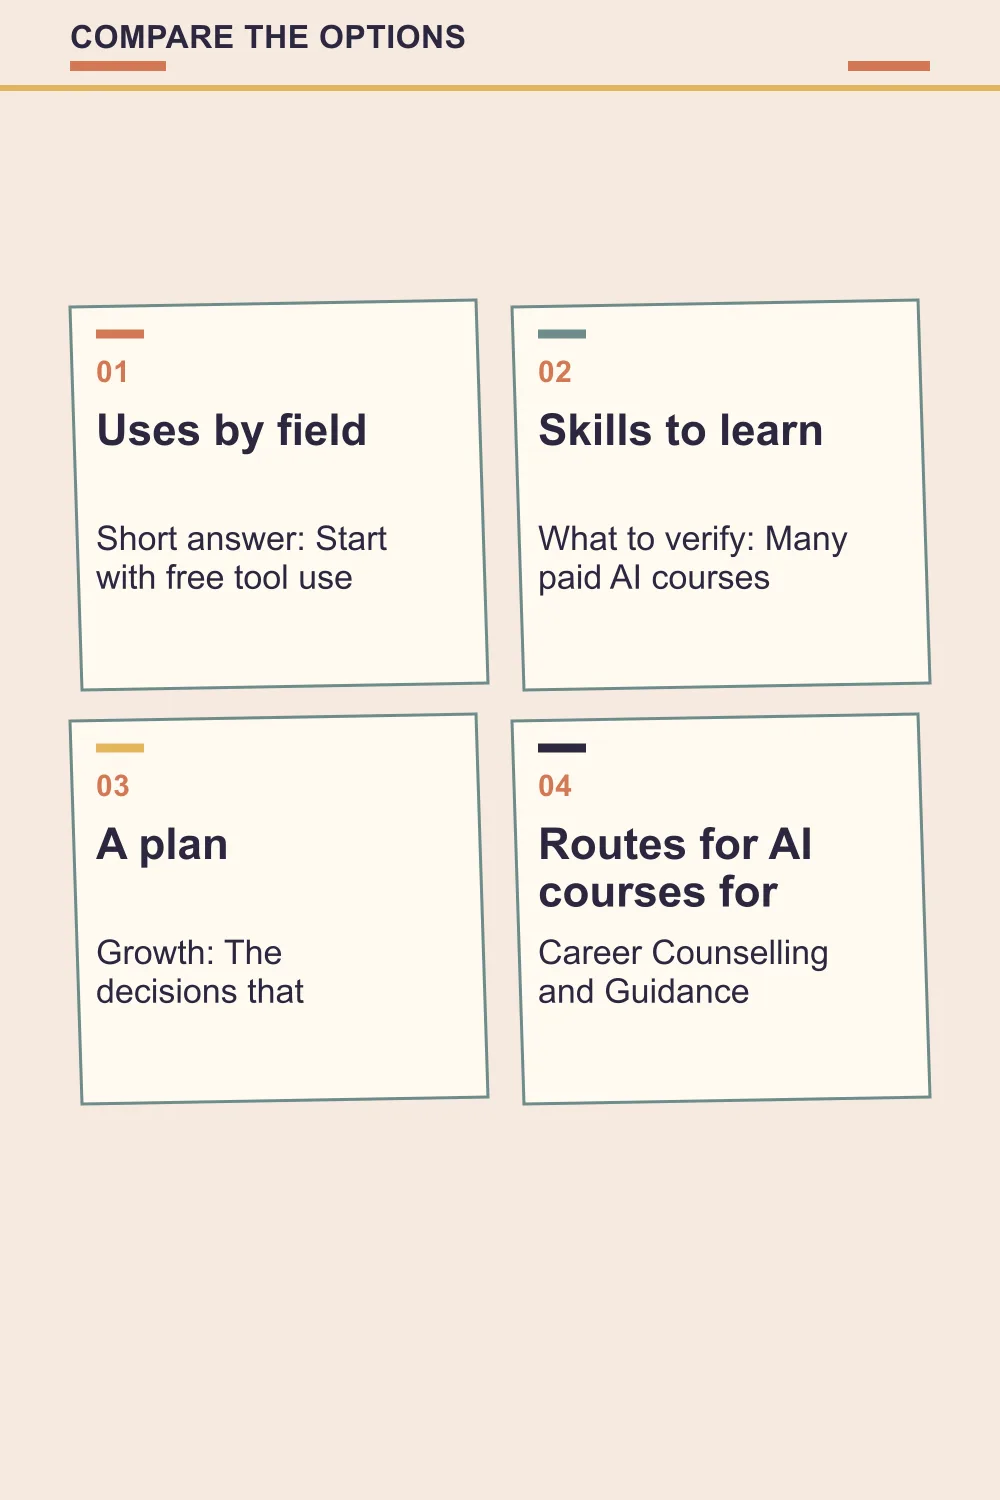 COMPARE THE OPTIONS
01
Uses by field
Short answer: Start
with free tool use
02
Skills to learn
What to verify: Many
paid AI courses
03
A plan
Growth: The
decisions that
04
Routes for AI
courses for
Career Counselling
and Guidance